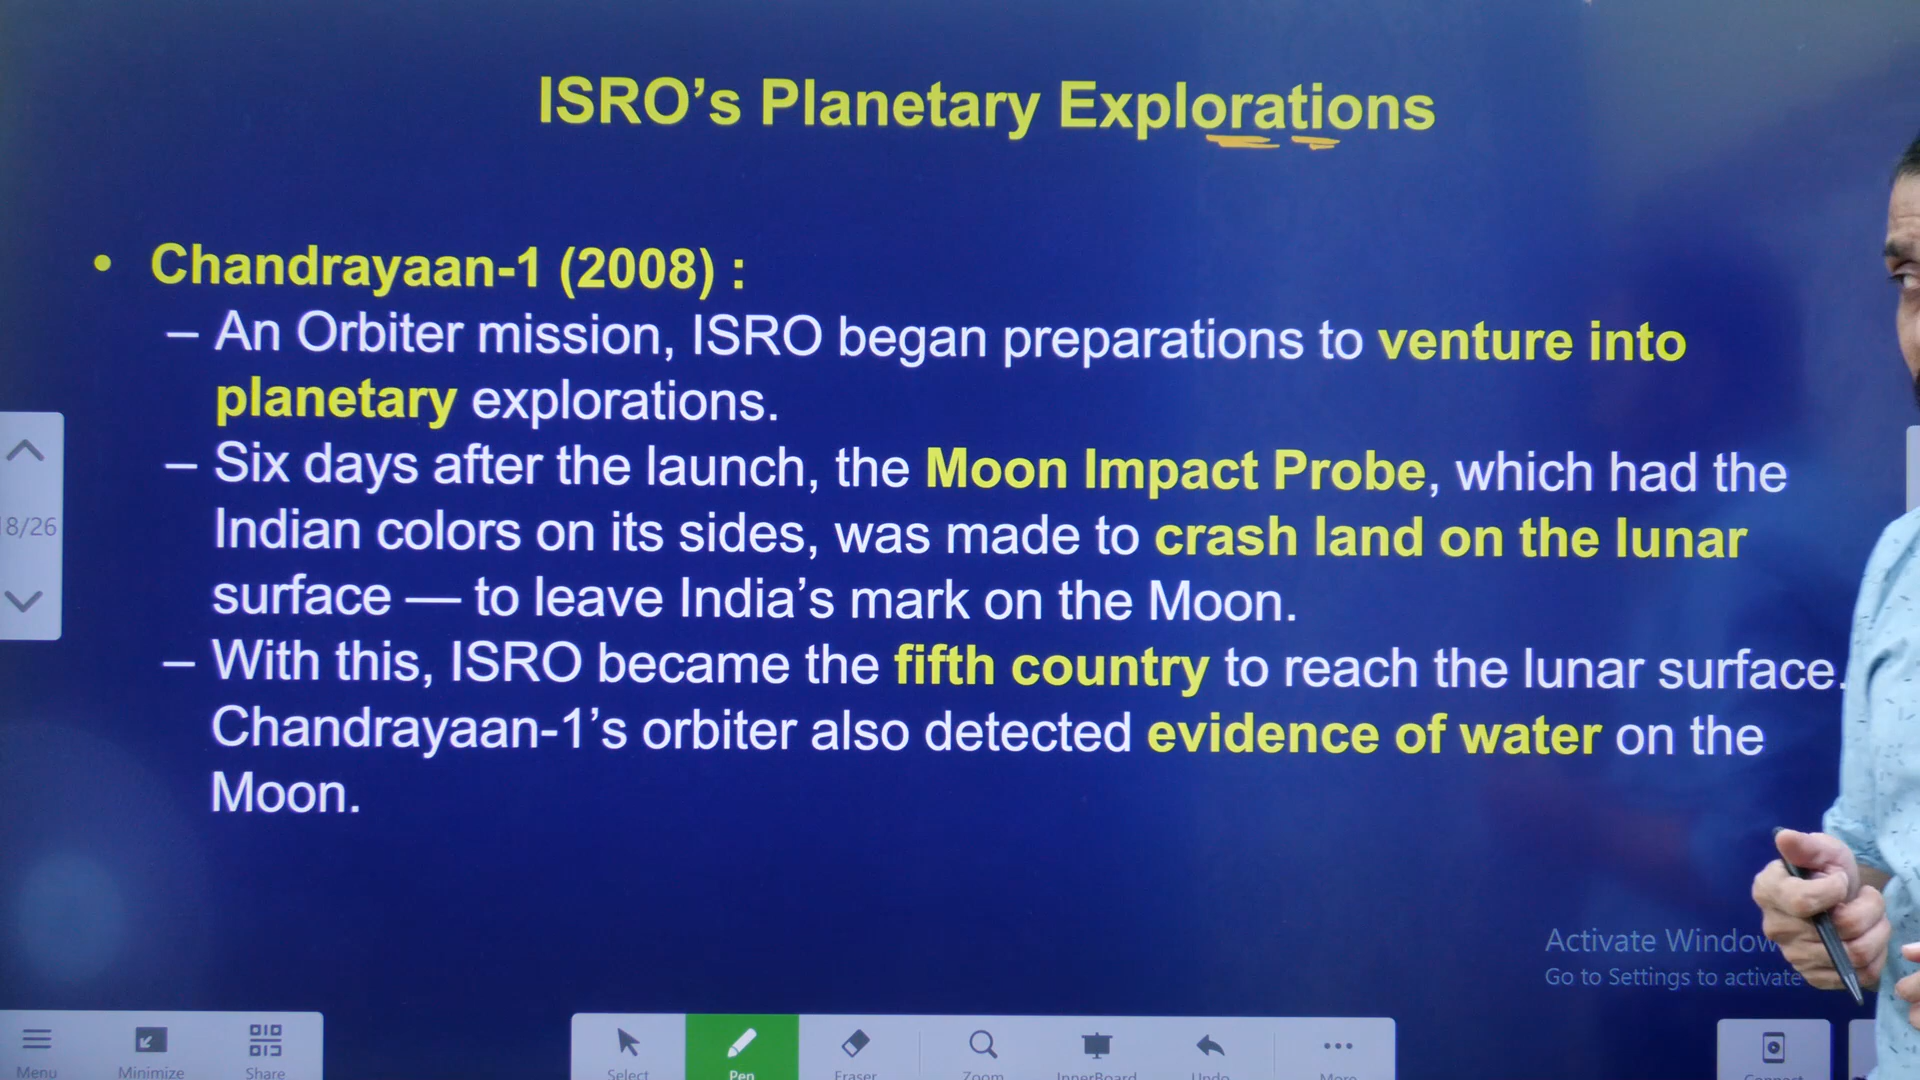 ISRO’s Planetary Explorations
• Chandrayaan-1 (2008) :
– An Orbiter mission, ISRO began preparations to venture into
planetary explorations.
– Six days after the launch, the Moon Impact Probe, which had the
Indian colors on its sides, was made to crash land on the lunar
surface — to leave India’s mark on the Moon.
– With this, ISRO became the fifth country to reach the lunar surface.
Chandrayaan-1’s orbiter also detected evidence of water on the
Moon.
8/26
Activate Window
Go to Settings to activate
Menu Minimize Share Select Pen Eraser Zoom InnerBoard Undo More Connect